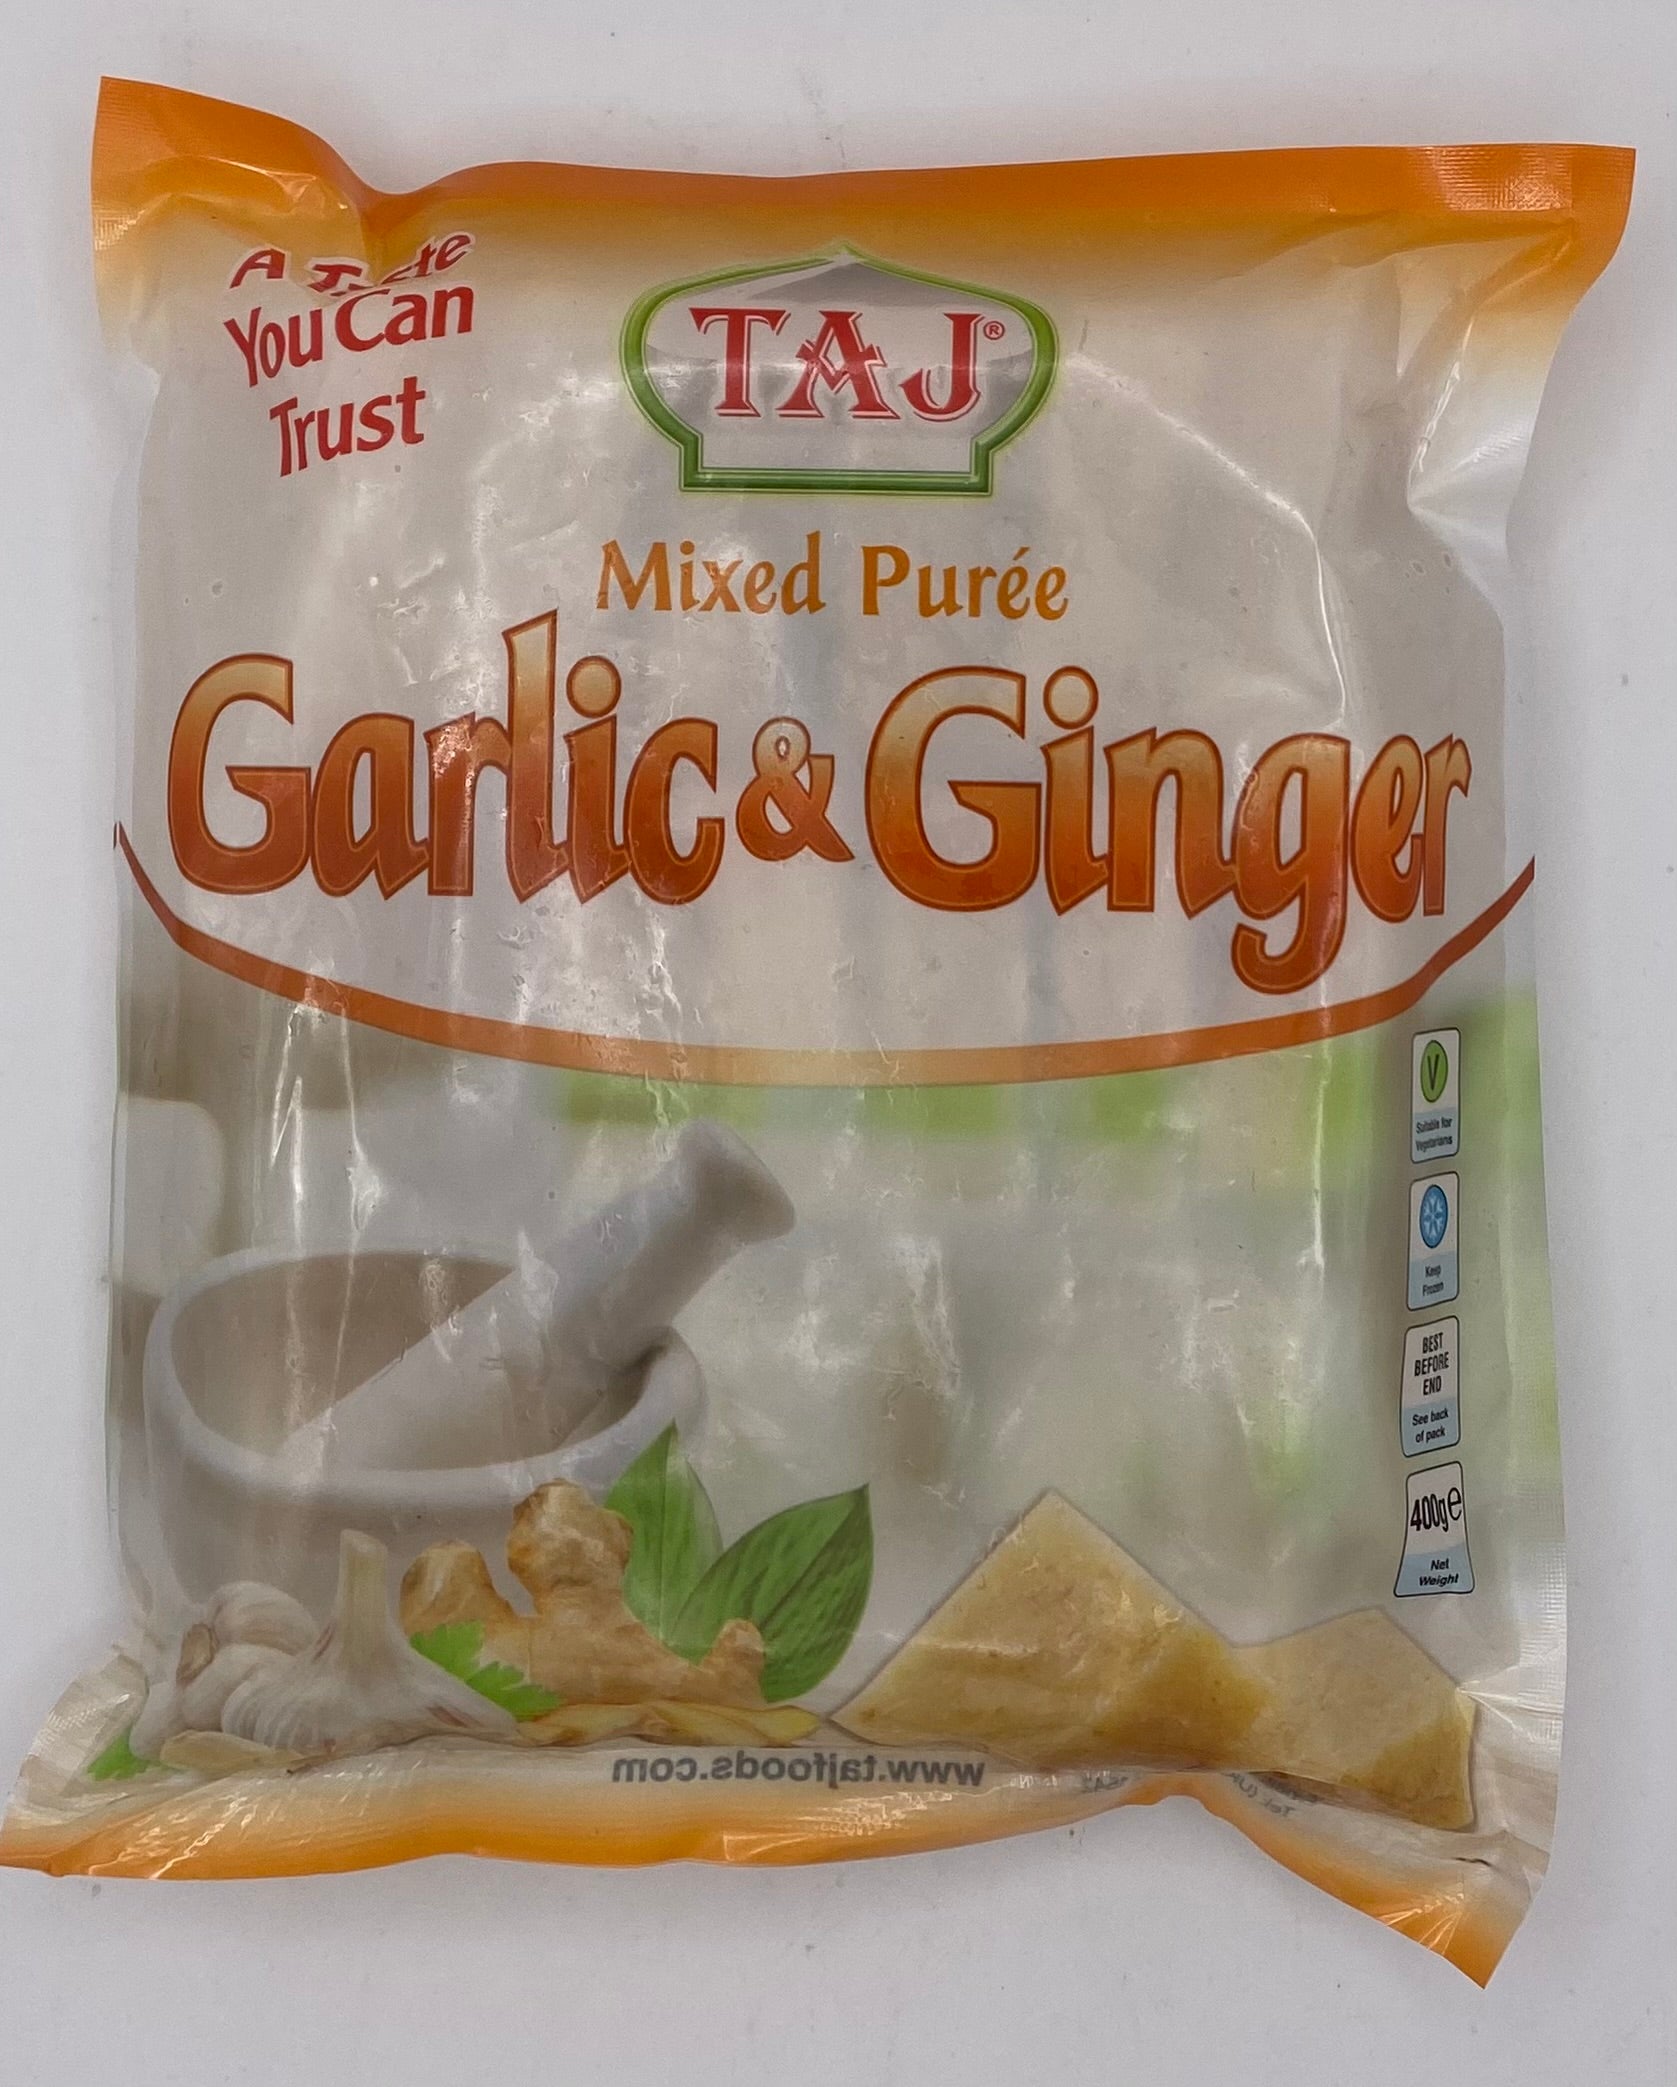 A Taste
You Can
Trust
TAJ®
Mixed Purée
Garlic & Ginger
V
Suitable for
Vegetarians
Keep
Frozen
BEST
BEFORE
END
See back
of pack
400g e
Net
Weight
www.tajfoods.com